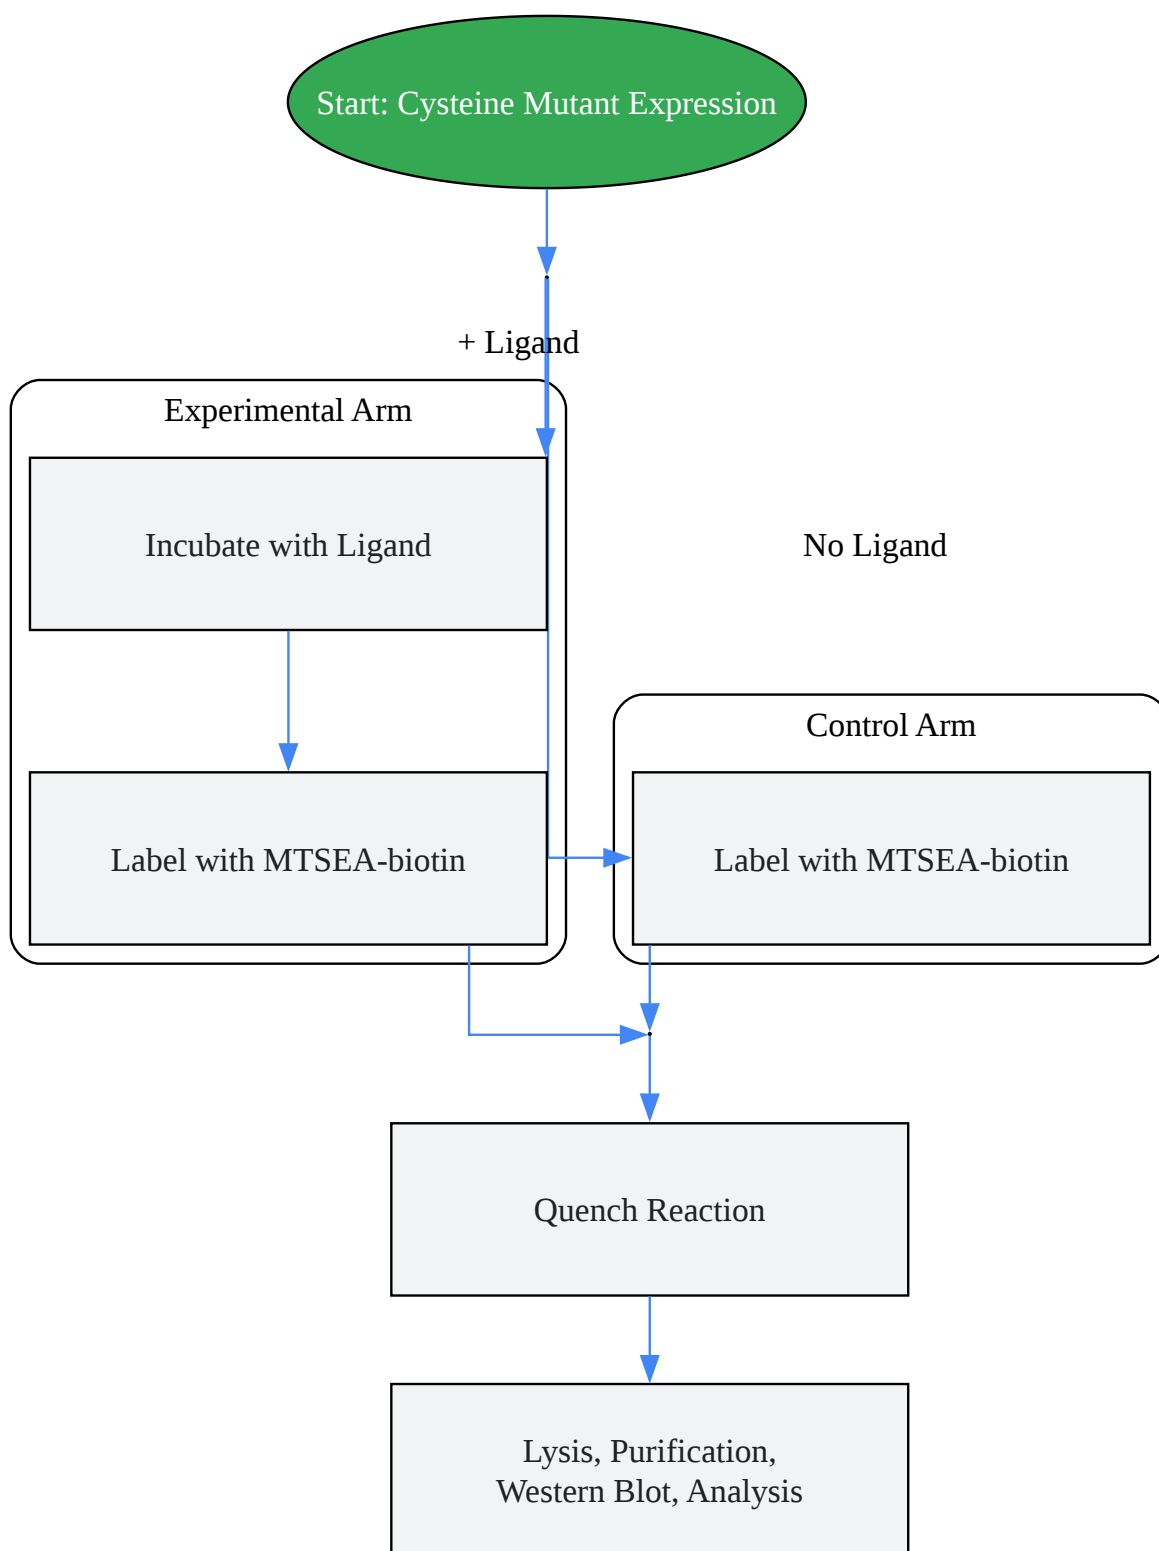 Start: Cysteine Mutant Expression
+ Ligand
Experimental Arm
Incubate with Ligand
No Ligand
Control Arm
Label with MTSEA-biotin
Label with MTSEA-biotin
Quench Reaction
Lysis, Purification,
Western Blot, Analysis